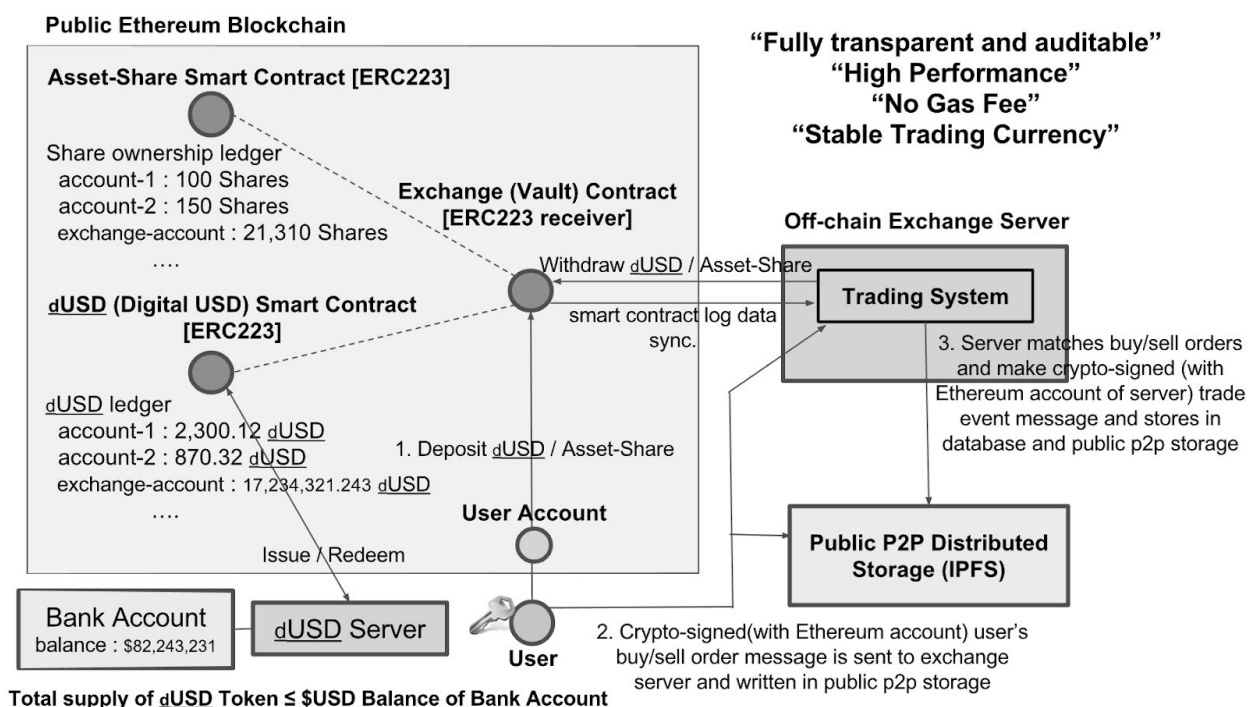 Public Ethereum Blockchain
“Fully transparent and auditable”
“High Performance”
“No Gas Fee”
“Stable Trading Currency”
Asset-Share Smart Contract [ERC223]
Share ownership ledger
account-1 : 100 Shares
account-2 : 150 Shares
exchange-account : 21,310 Shares
....
Exchange (Vault) Contract
[ERC223 receiver]
dUSD (Digital USD) Smart Contract
[ERC223]
dUSD ledger
account-1 : 2,300.12 dUSD
account-2 : 870.32 dUSD
exchange-account : 17,234,321.243 dUSD
....
Off-chain Exchange Server
Trading System
Withdraw dUSD / Asset-Share
smart contract log data
sync.
1. Deposit dUSD / Asset-Share
3. Server matches buy/sell orders
and make crypto-signed (with
Ethereum account of server) trade
event message and stores in
database and public p2p storage
User Account
Issue / Redeem
Public P2P Distributed
Storage (IPFS)
Bank Account
balance : $82,243,231
dUSD Server
User
2. Crypto-signed(with Ethereum account) user’s
buy/sell order message is sent to exchange
server and written in public p2p storage
Total supply of dUSD Token ≤ $USD Balance of Bank Account